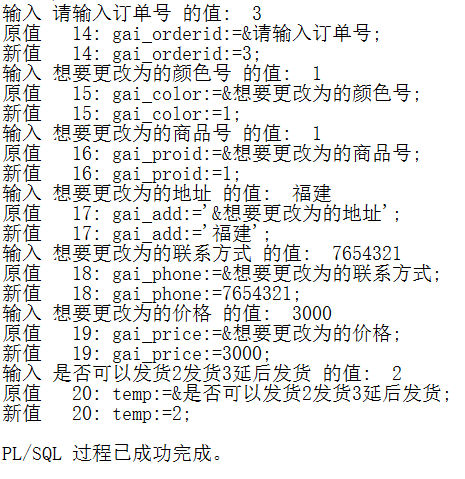 输入 请输入订单号 的值:  3
原值   14: gai_orderid:=&请输入订单号;
新值   14: gai_orderid:=3;
输入 想要更改为的颜色号 的值:  1
原值   15: gai_color:=&想要更改为的颜色号;
新值   15: gai_color:=1;
输入 想要更改为的商品号 的值:  1
原值   16: gai_proid:=&想要更改为的商品号;
新值   16: gai_proid:=1;
输入 想要更改为的地址 的值:  福建
原值   17: gai_add:='&想要更改为的地址';
新值   17: gai_add:='福建';
输入 想要更改为的联系方式 的值:  7654321
原值   18: gai_phone:=&想要更改为的联系方式;
新值   18: gai_phone:=7654321;
输入 想要更改为的价格 的值:  3000
原值   19: gai_price:=&想要更改为的价格;
新值   19: gai_price:=3000;
输入 是否可以发货2发货3延后发货 的值:  2
原值   20: temp:=&是否可以发货2发货3延后发货;
新值   20: temp:=2;
PL/SQL 过程已成功完成。